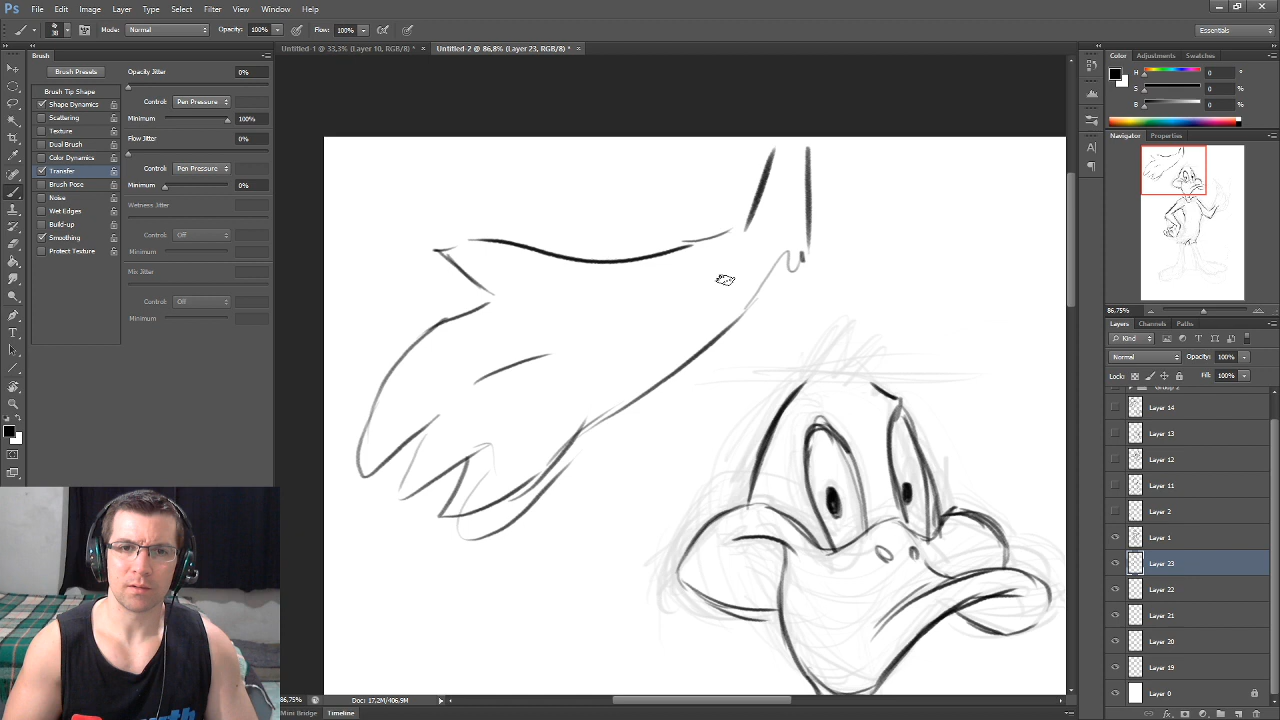 Ps File Edit Image Layer Type Select Filter View Window Help
Mode: Normal Opacity: 100% Flow: 100% Essentials
Untitled-1 @ 33,3% (Layer 10, RGB/8) * × Untitled-2 @ 86,8% (Layer 23, RGB/8) * ×
Brush
Brush Presets
Brush Tip Shape
Shape Dynamics
Scattering
Texture
Dual Brush
Color Dynamics
Transfer
Brush Pose
Noise
Wet Edges
Build-up
Smoothing
Protect Texture
Opacity Jitter 0%
Control: Pen Pressure
Minimum 100%
Flow Jitter 0%
Control: Pen Pressure
Minimum 0%
Wetness Jitter
Control: Off
Minimum
Mix Jitter
Control: Off
Minimum
Color Adjustments Swatches
H 0 °
S 0 %
B 0 %
Navigator Properties
86.75%
Layers Channels Paths
Kind
Normal Opacity: 100%
Lock: Fill: 100%
Group 2
Layer 14
Layer 13
Layer 12
Layer 11
Layer 2
Layer 1
Layer 23
Layer 22
Layer 21
Layer 20
Layer 19
Layer 0
86,75% Doc: 17,2M/406,9M
Mini Bridge Timeline